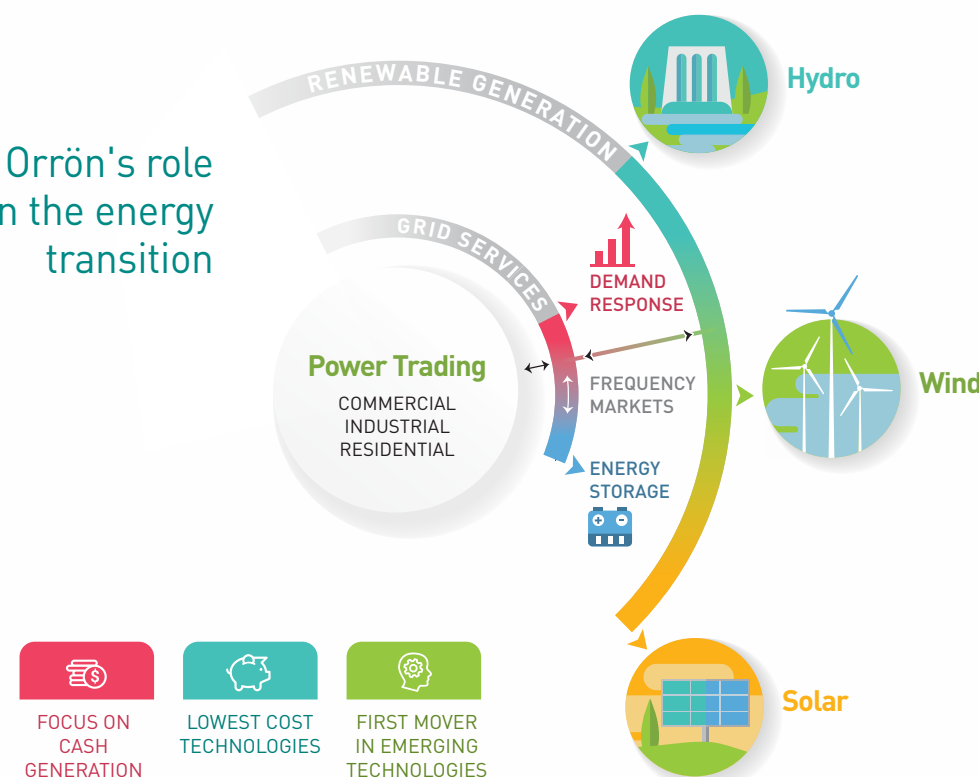 Orrön's role
n the energy
transition
RENEWABLE GENERATION
GRID SERVICES
Hydro
DEMAND
RESPONSE
Power Trading
COMMERCIAL
INDUSTRIAL
RESIDENTIAL
FREQUENCY
MARKETS
Wind
ENERGY
STORAGE
Solar
FOCUS ON
CASH
GENERATION
LOWEST COST
TECHNOLOGIES
FIRST MOVER
IN EMERGING
TECHNOLOGIES